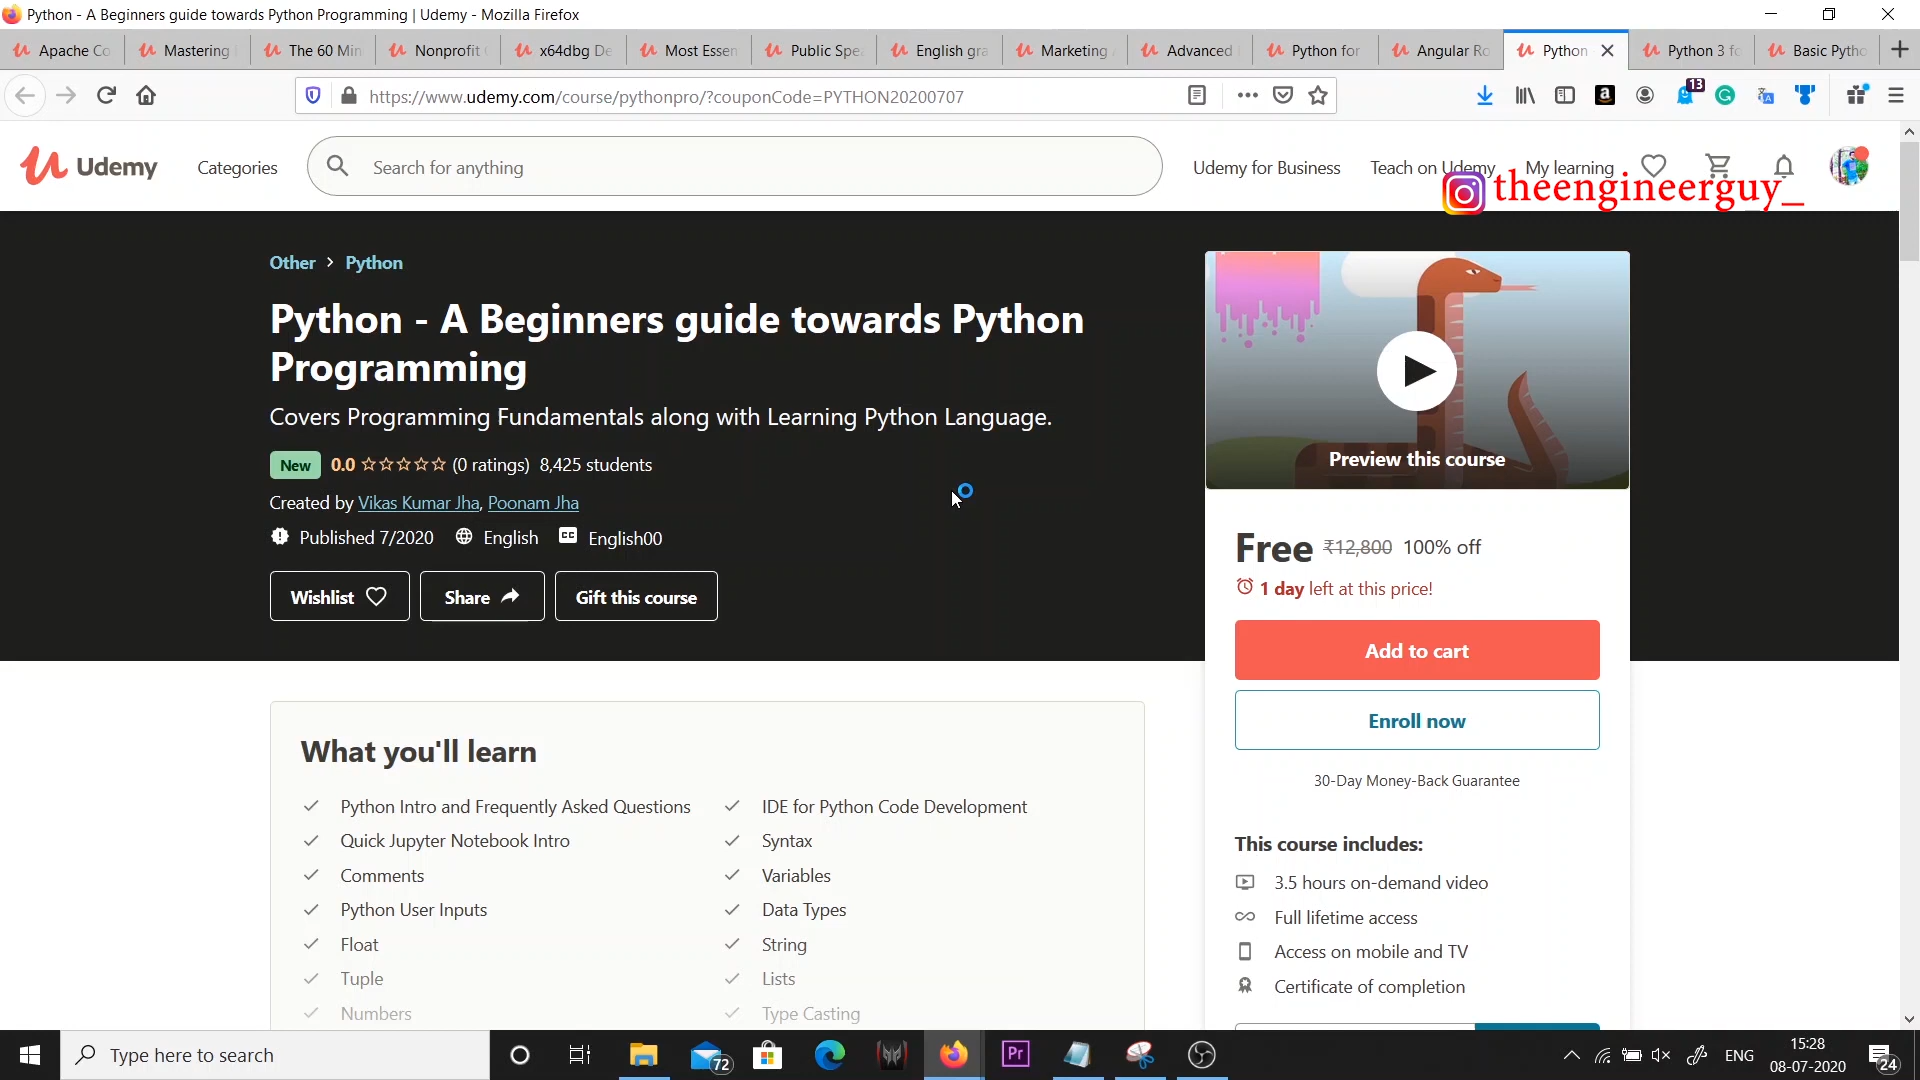 Python - A Beginners guide towards Python Programming | Udemy - Mozilla Firefox
Apache Co
Mastering
The 60 Min
Nonprofit
x64dbg De
Most Essen
Public Spea
English gra
Marketing
Advanced
Python for
Angular Ro
Python
Python 3 fo
Basic Pytho
https://www.udemy.com/course/pythonpro/?couponCode=PYTHON20200707
13
Udemy
Categories
Search for anything
Udemy for Business
Teach on Udemy
My learning
theengineerguy_
Other > Python
Python - A Beginners guide towards Python
Programming
Covers Programming Fundamentals along with Learning Python Language.
New 0.0 (0 ratings) 8,425 students
Created by Vikas Kumar Jha, Poonam Jha
Published 7/2020 English CC English00
Wishlist
Share
Gift this course
Preview this course
Free ₹12,800 100% off
1 day left at this price!
Add to cart
Enroll now
30-Day Money-Back Guarantee
This course includes:
3.5 hours on-demand video
Full lifetime access
Access on mobile and TV
Certificate of completion
What you'll learn
Python Intro and Frequently Asked Questions
IDE for Python Code Development
Quick Jupyter Notebook Intro
Syntax
Comments
Variables
Python User Inputs
Data Types
Float
String
Tuple
Lists
Numbers
Type Casting
Type here to search
72
Pr
ENG
15:28
08-07-2020
24